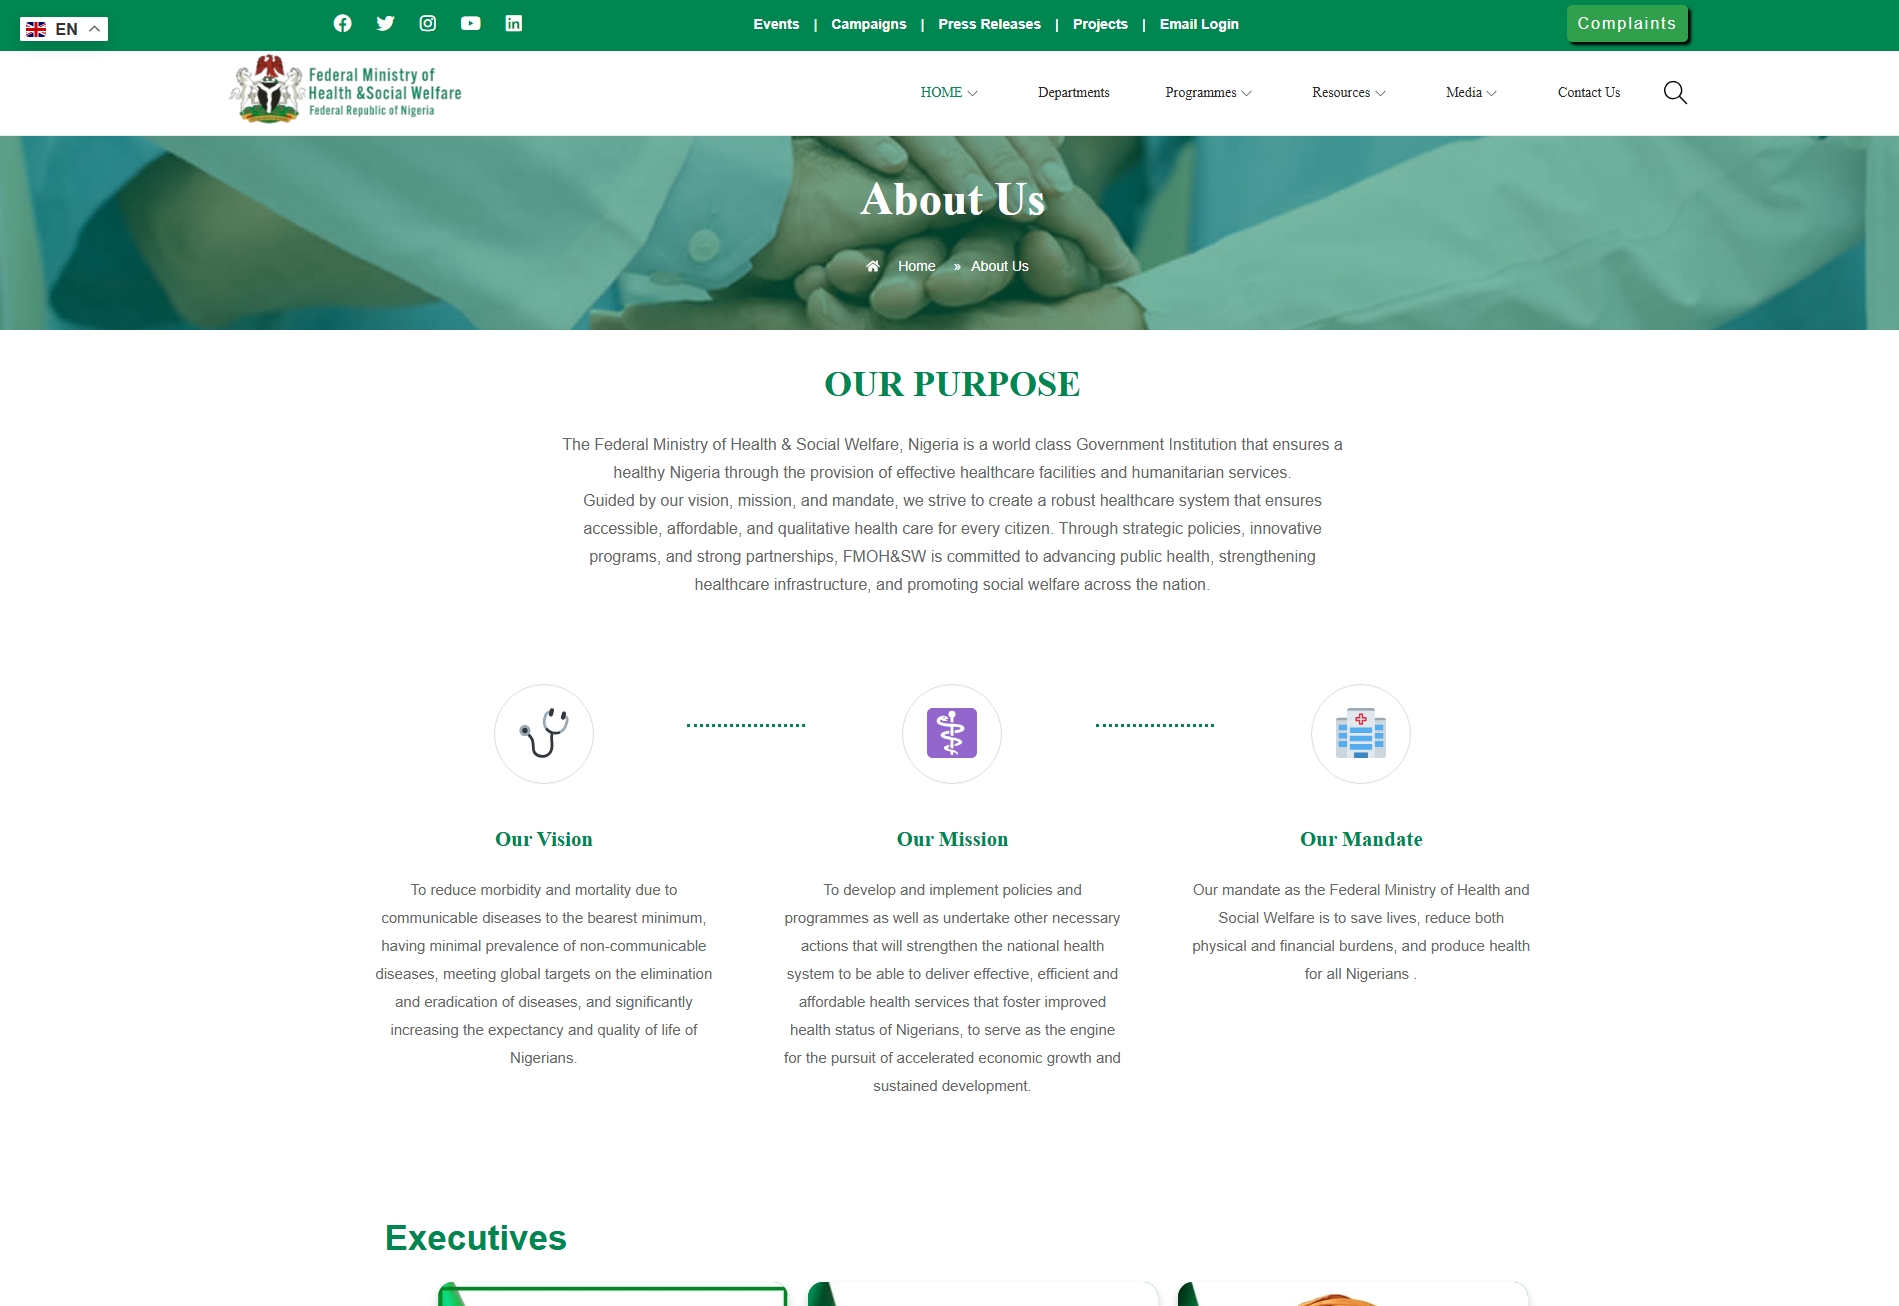 EN
Events | Campaigns | Press Releases | Projects | Email Login
Complaints
Federal Ministry of
Health &Social Welfare
Federal Republic of Nigeria
HOME
Departments
Programmes
Resources
Media
Contact Us
About Us
Home » About Us
OUR PURPOSE
The Federal Ministry of Health & Social Welfare, Nigeria is a world class Government Institution that ensures a
healthy Nigeria through the provision of effective healthcare facilities and humanitarian services.
Guided by our vision, mission, and mandate, we strive to create a robust healthcare system that ensures
accessible, affordable, and qualitative health care for every citizen. Through strategic policies, innovative
programs, and strong partnerships, FMOH&SW is committed to advancing public health, strengthening
healthcare infrastructure, and promoting social welfare across the nation.
Our Vision
To reduce morbidity and mortality due to
communicable diseases to the bearest minimum,
having minimal prevalence of non-communicable
diseases, meeting global targets on the elimination
and eradication of diseases, and significantly
increasing the expectancy and quality of life of
Nigerians.
Our Mission
To develop and implement policies and
programmes as well as undertake other necessary
actions that will strengthen the national health
system to be able to deliver effective, efficient and
affordable health services that foster improved
health status of Nigerians, to serve as the engine
for the pursuit of accelerated economic growth and
sustained development.
Our Mandate
Our mandate as the Federal Ministry of Health and
Social Welfare is to save lives, reduce both
physical and financial burdens, and produce health
for all Nigerians .
Executives